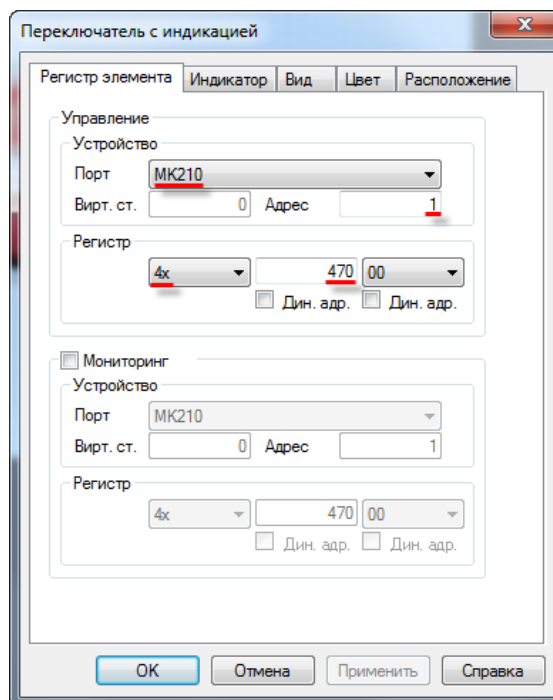 Переключатель с индикацией
Регистр элемента Индикатор Вид Цвет Расположение
Управление
Устройство
Порт МК210
Вирт. ст. 0 Адрес 1
Регистр
4x 470 00
Дин. адр. Дин. адр.
Мониторинг
Устройство
Порт МК210
Вирт. ст. 0 Адрес 1
Регистр
4x 470 00
Дин. адр. Дин. адр.
OK Отмена Применить Справка